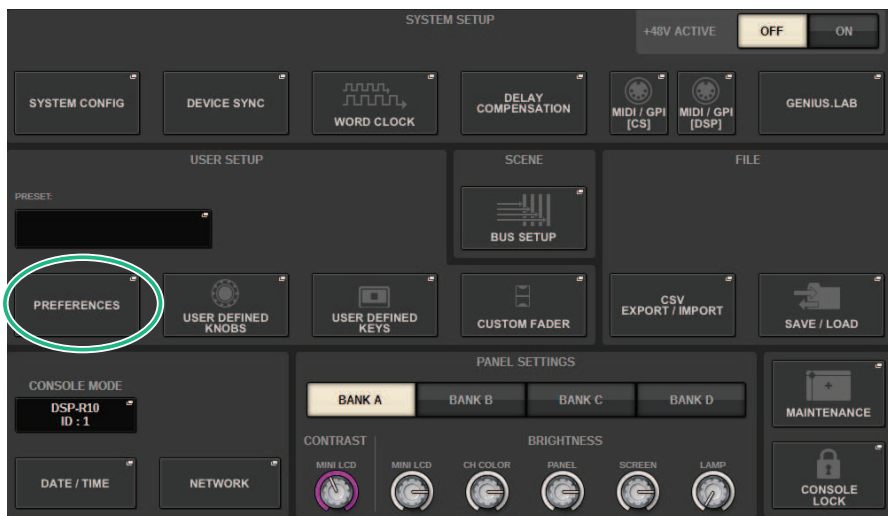 SYSTEM SETUP
+48V ACTIVE
OFF
ON
SYSTEM CONFIG
DEVICE SYNC
WORD CLOCK
DELAY
COMPENSATION
MIDI / GPI
[CS]
MIDI / GPI
[DSP]
GENIUS.LAB
USER SETUP
PRESET:
PREFERENCES
USER DEFINED
KNOBS
USER DEFINED
KEYS
SCENE
BUS SETUP
CUSTOM FADER
FILE
CSV
EXPORT / IMPORT
SAVE / LOAD
CONSOLE MODE
DSP-R10
ID : 1
DATE / TIME
NETWORK
PANEL SETTINGS
BANK A
BANK B
BANK C
BANK D
CONTRAST
BRIGHTNESS
MINI LCD
MINI LCD
CH COLOR
PANEL
SCREEN
LAMP
MAINTENANCE
CONSOLE
LOCK